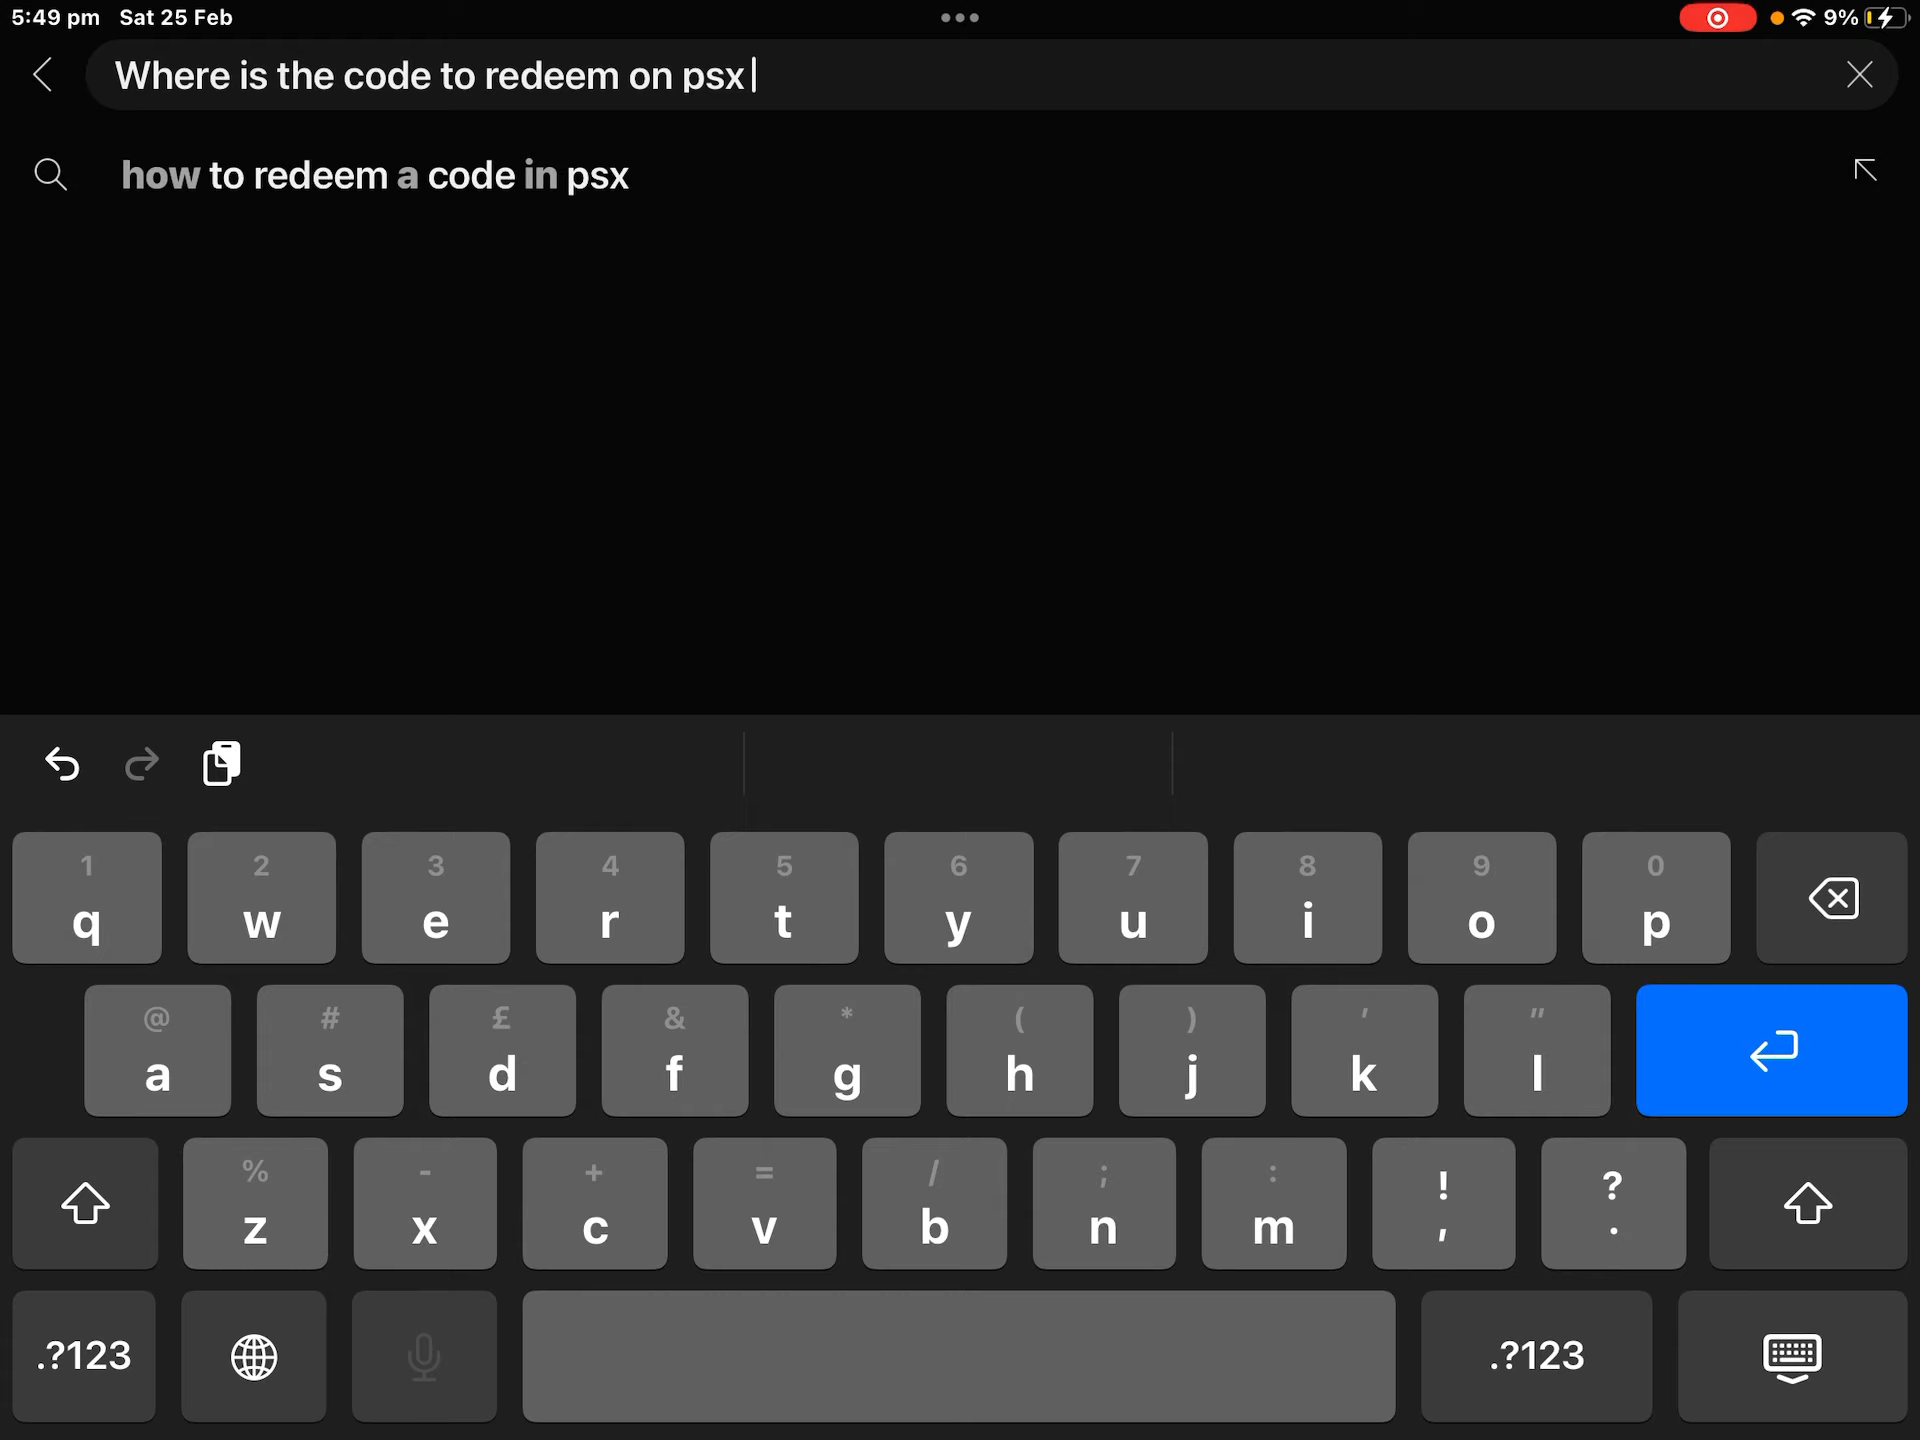 5:49 pm Sat 25 Feb 9%
Where is the code to redeem on psx
how to redeem a code in psx
1 2 3 4 5 6 7 8 9 0
q w e r t y u i o p
@ # £ & * ( ) ' "
a s d f g h j k l
% - + = / ; : ! ?
z x c v b n m , .
.?123 .?123